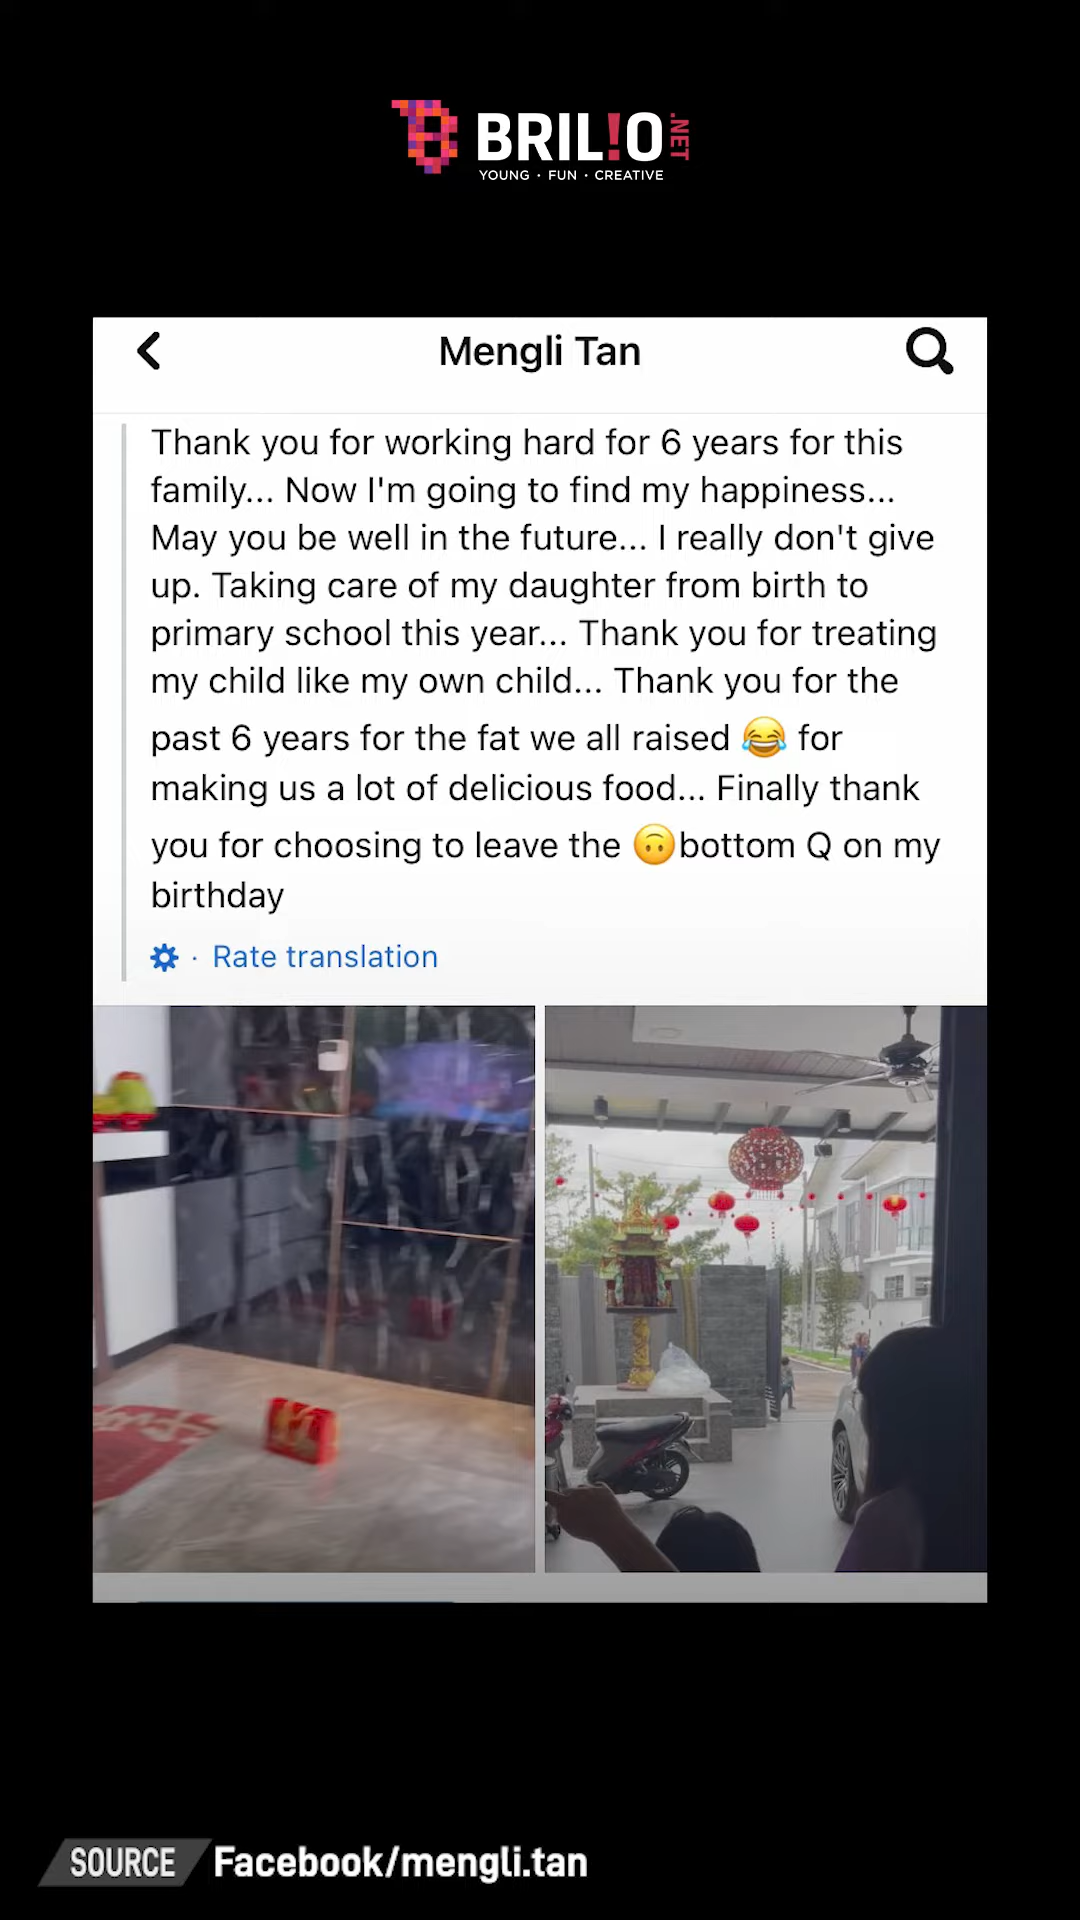 BRIL!O.NET
YOUNG · FUN · CREATIVE
Mengli Tan
Thank you for working hard for 6 years for this
family... Now I'm going to find my happiness...
May you be well in the future... I really don't give
up. Taking care of my daughter from birth to
primary school this year... Thank you for treating
my child like my own child... Thank you for the
past 6 years for the fat we all raised 😂 for
making us a lot of delicious food... Finally thank
you for choosing to leave the 🙃bottom Q on my
birthday
· Rate translation
SOURCE Facebook/mengli.tan